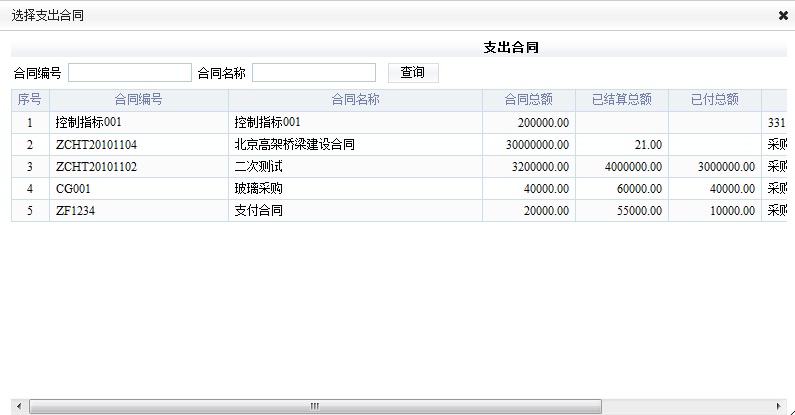 选择支出合同
支出合同
合同编号 合同名称 查询
序号 合同编号 合同名称 合同总额 已结算总额 已付总额
1 控制指标001 控制指标001 200000.00 331
2 ZCHT20101104 北京高架桥梁建设合同 30000000.00 21.00 采购
3 ZCHT20101102 二次测试 3200000.00 4000000.00 3000000.00 采购
4 CG001 玻璃采购 40000.00 60000.00 40000.00 采购
5 ZF1234 支付合同 20000.00 55000.00 10000.00 采购